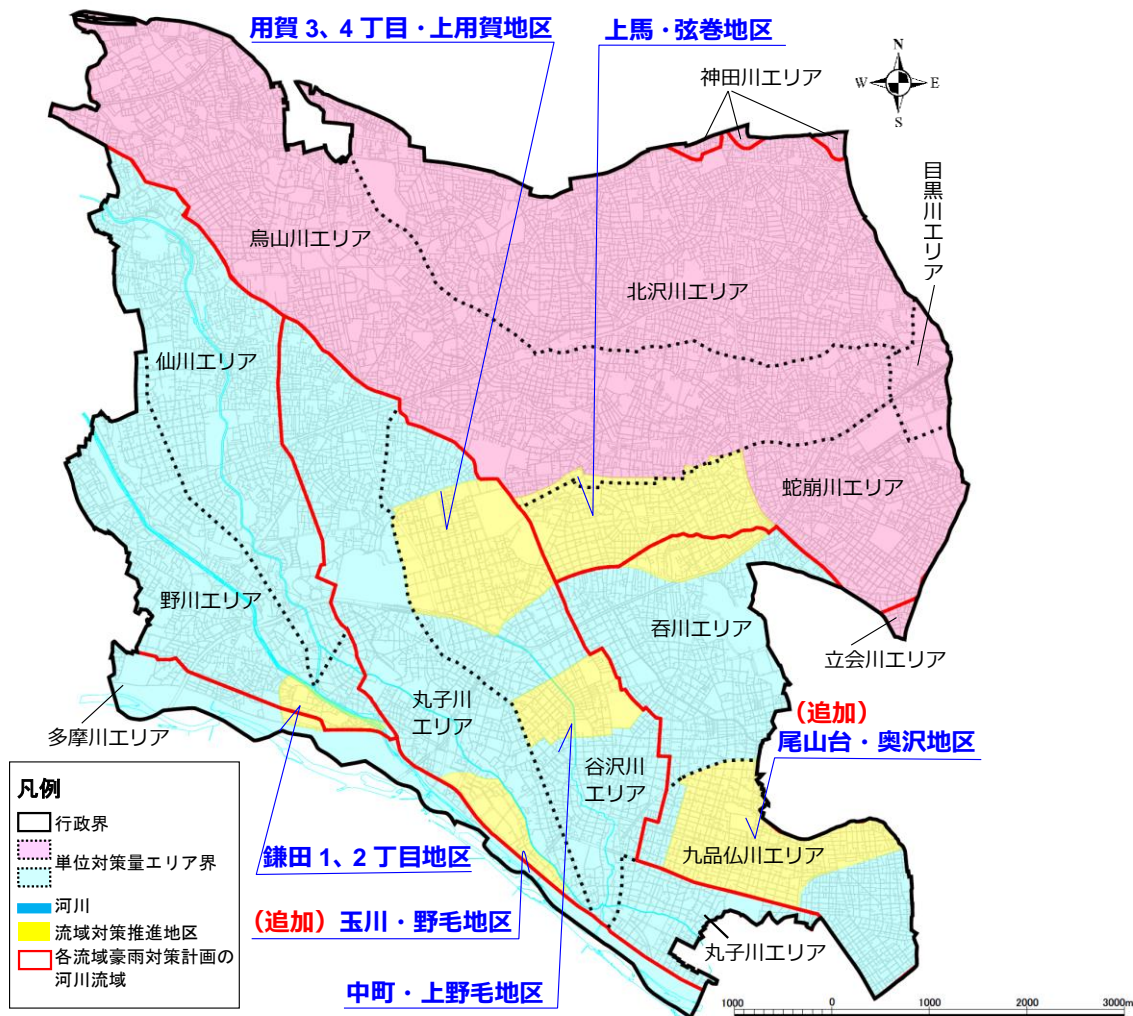 用賀 3、4 丁目・上用賀地区
上馬・弦巻地区
N
W
E
S
神田川エリア
目黒川エリア
烏山川エリア
北沢川エリア
仙川エリア
蛇崩川エリア
野川エリア
呑川エリア
立会川エリア
多摩川エリア
丸子川
エリア
(追加)
尾山台・奥沢地区
谷沢川
エリア
九品仏川エリア
鎌田 1、2 丁目地区
(追加) 玉川・野毛地区
丸子川エリア
中町・上野毛地区
凡例
行政界
単位対策量エリア界
河川
流域対策推進地区
各流域豪雨対策計画の
河川流域
1000 0 1000 2000 3000m